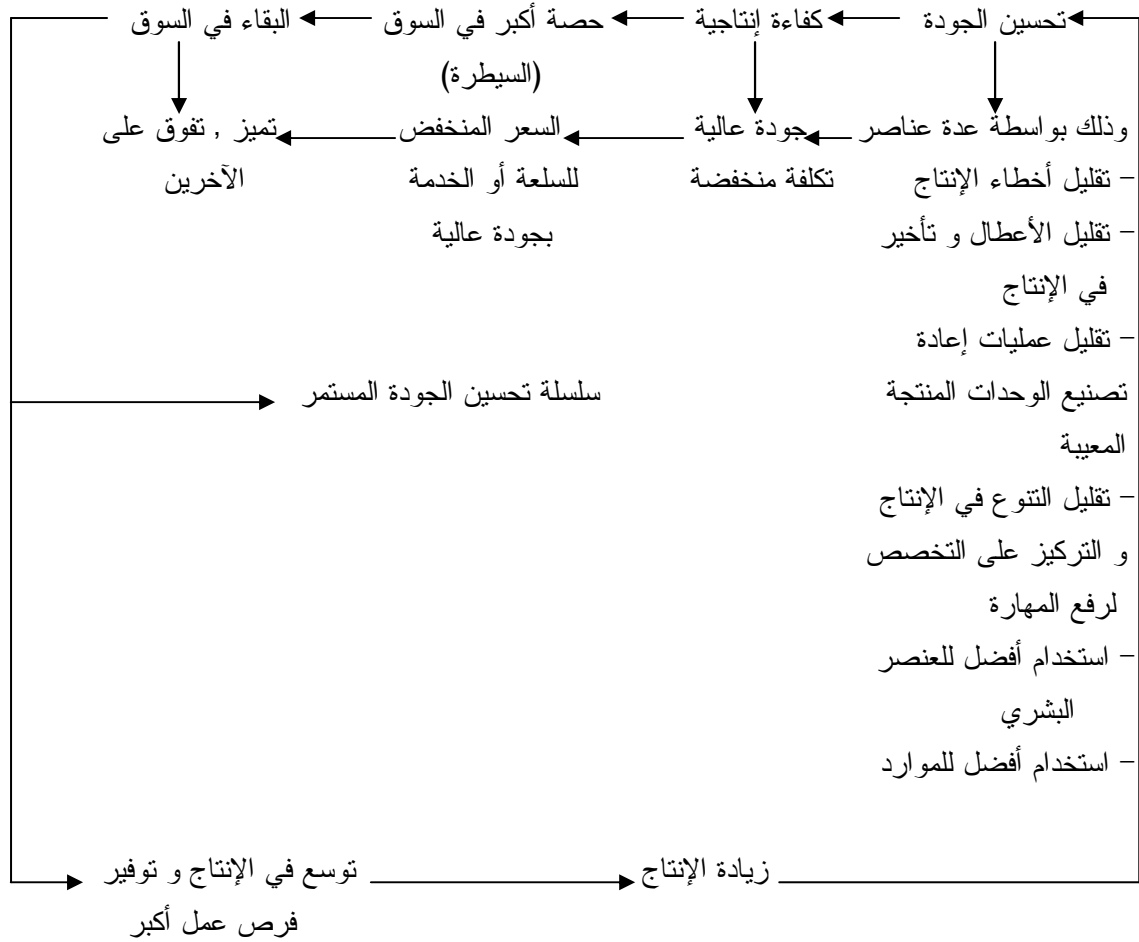 تحسين الجودة كفاءة إنتاجية حصة أكبر في السوق البقاء في السوق
(السيطرة)
وذلك بواسطة عدة عناصر جودة عالية السعر المنخفض تميز , تفوق على
– تقليل أخطاء الإنتاج تكلفة منخفضة للسلعة أو الخدمة الآخرين
– تقليل الأعطال و تأخير بجودة عالية
في الإنتاج
– تقليل عمليات إعادة
تصنيع الوحدات المنتجة سلسلة تحسين الجودة المستمر
المعيبة
– تقليل التنوع في الإنتاج
و التركيز على التخصص
لرفع المهارة
– استخدام أفضل للعنصر
البشري
– استخدام أفضل للموارد
زيادة الإنتاج توسع في الإنتاج و توفير
فرص عمل أكبر